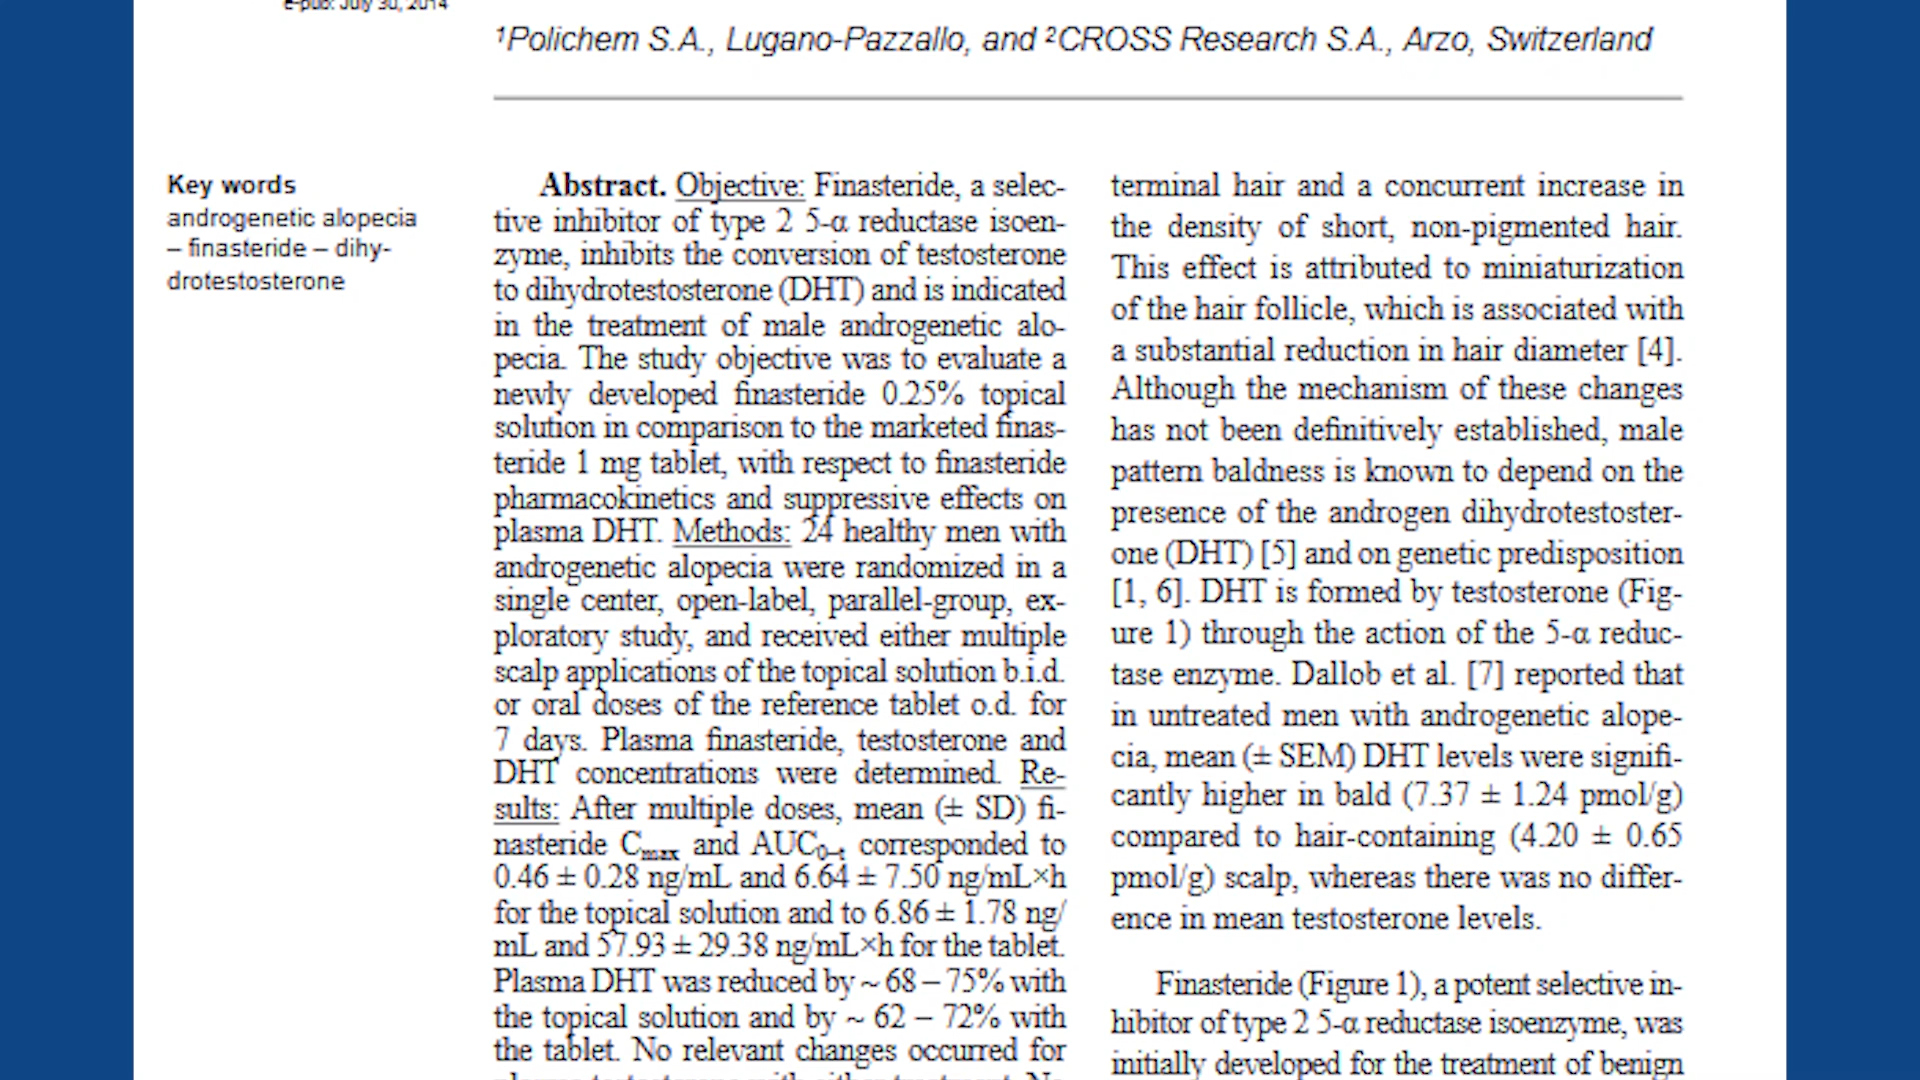 e-pub: July 30, 2014
¹Polichem S.A., Lugano-Pazzallo, and ²CROSS Research S.A., Arzo, Switzerland
Key words
androgenetic alopecia
– finasteride – dihy-
drotestosterone
Abstract. Objective: Finasteride, a selec-
tive inhibitor of type 2 5-α reductase isoen-
zyme, inhibits the conversion of testosterone
to dihydrotestosterone (DHT) and is indicated
in the treatment of male androgenetic alo-
pecia. The study objective was to evaluate a
newly developed finasteride 0.25% topical
solution in comparison to the marketed finas-
teride 1 mg tablet, with respect to finasteride
pharmacokinetics and suppressive effects on
plasma DHT. Methods: 24 healthy men with
androgenetic alopecia were randomized in a
single center, open-label, parallel-group, ex-
ploratory study, and received either multiple
scalp applications of the topical solution b.i.d.
or oral doses of the reference tablet o.d. for
7 days. Plasma finasteride, testosterone and
DHT concentrations were determined. Re-
sults: After multiple doses, mean (± SD) fi-
nasteride Cmax and AUC0–t corresponded to
0.46 ± 0.28 ng/mL and 6.64 ± 7.50 ng/mL×h
for the topical solution and to 6.86 ± 1.78 ng/
mL and 57.93 ± 29.38 ng/mL×h for the tablet.
Plasma DHT was reduced by ~ 68 – 75% with
the topical solution and by ~ 62 – 72% with
the tablet. No relevant changes occurred for
plasma testosterone with either treatment. No
terminal hair and a concurrent increase in
the density of short, non-pigmented hair.
This effect is attributed to miniaturization
of the hair follicle, which is associated with
a substantial reduction in hair diameter [4].
Although the mechanism of these changes
has not been definitively established, male
pattern baldness is known to depend on the
presence of the androgen dihydrotestoster-
one (DHT) [5] and on genetic predisposition
[1, 6]. DHT is formed by testosterone (Fig-
ure 1) through the action of the 5-α reduc-
tase enzyme. Dallob et al. [7] reported that
in untreated men with androgenetic alope-
cia, mean (± SEM) DHT levels were signifi-
cantly higher in bald (7.37 ± 1.24 pmol/g)
compared to hair-containing (4.20 ± 0.65
pmol/g) scalp, whereas there was no differ-
ence in mean testosterone levels.
Finasteride (Figure 1), a potent selective in-
hibitor of type 2 5-α reductase isoenzyme, was
initially developed for the treatment of benign